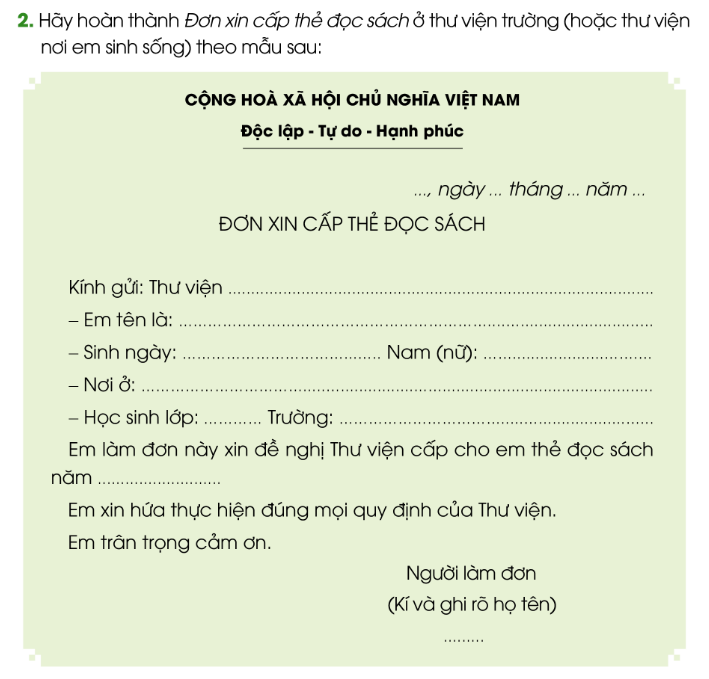 2. Hãy hoàn thành Đơn xin cấp thẻ đọc sách ở thư viện trường (hoặc thư viện
nơi em sinh sống) theo mẫu sau:
CỘNG HOÀ XÃ HỘI CHỦ NGHĨA VIỆT NAM
Độc lập - Tự do - Hạnh phúc
..., ngày ... tháng ... năm ...
ĐƠN XIN CẤP THẺ ĐỌC SÁCH
Kính gửi: Thư viện ........................................
– Em tên là: ........................................
– Sinh ngày: .................... Nam (nữ): ....................
– Nơi ở: ........................................
– Học sinh lớp: ............ Trường: ........................................
Em làm đơn này xin đề nghị Thư viện cấp cho em thẻ đọc sách
năm ...........................
Em xin hứa thực hiện đúng mọi quy định của Thư viện.
Em trân trọng cảm ơn.
Người làm đơn
(Kí và ghi rõ họ tên)
.........